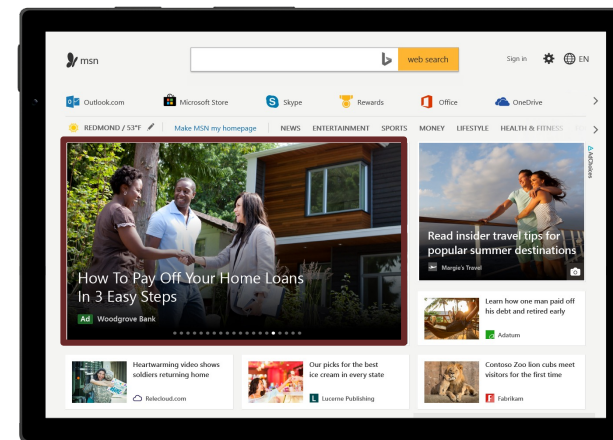 msn
web search
Sign in
EN
Outlook.com
Microsoft Store
Skype
Rewards
Office
OneDrive
REDMOND / 53°F
Make MSN my homepage
NEWS
ENTERTAINMENT
SPORTS
MONEY
LIFESTYLE
HEALTH & FITNESS
AdChoices
How To Pay Off Your Home Loans
In 3 Easy Steps
Ad Woodgrove Bank
Read insider travel tips for
popular summer destinations
Margie's Travel
Learn how one man paid off
his debt and retired early
Adatum
Heartwarming video shows
soldiers returning home
Relecloud.com
Our picks for the best
ice cream in every state
L Lucerne Publishing
Contoso Zoo lion cubs meet
visitors for the first time
Fabrikam